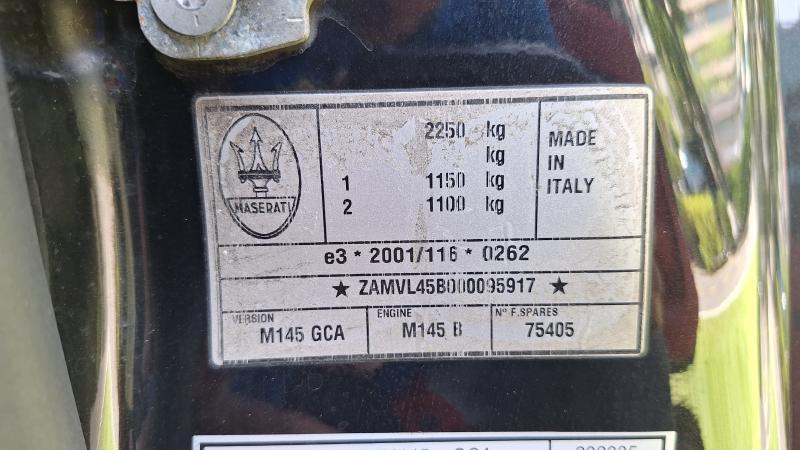 MASERATI
2250 kg
kg
1 1150 kg
2 1100 kg
MADE
IN
ITALY
e3 * 2001/116 * 0262
★ ZAMVL45B000095917 ★
VERSION
M145 GCA
ENGINE
M145 B
N° F.SPARES
75405